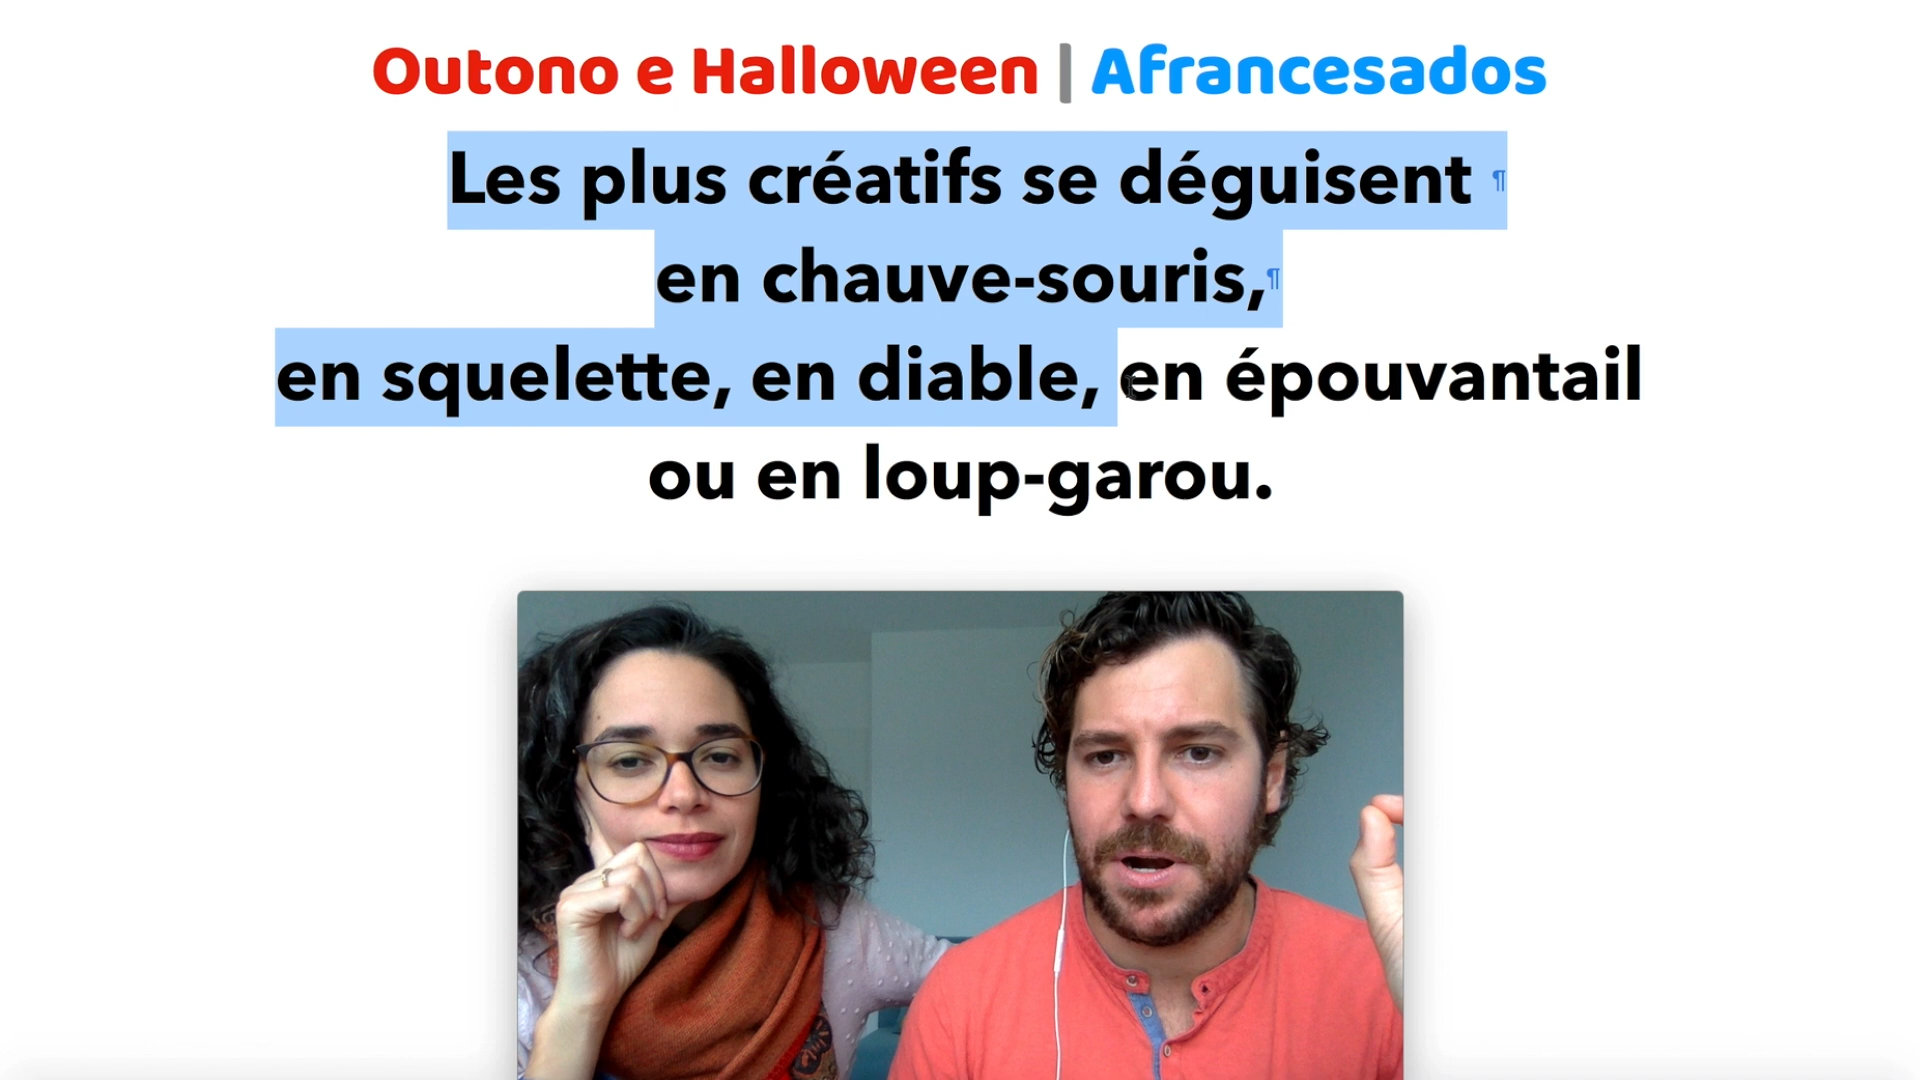 Outono e Halloween | Afrancesados
Les plus créatifs se déguisent ¶
en chauve-souris,¶
en squelette, en diable, en épouvantail
ou en loup-garou.